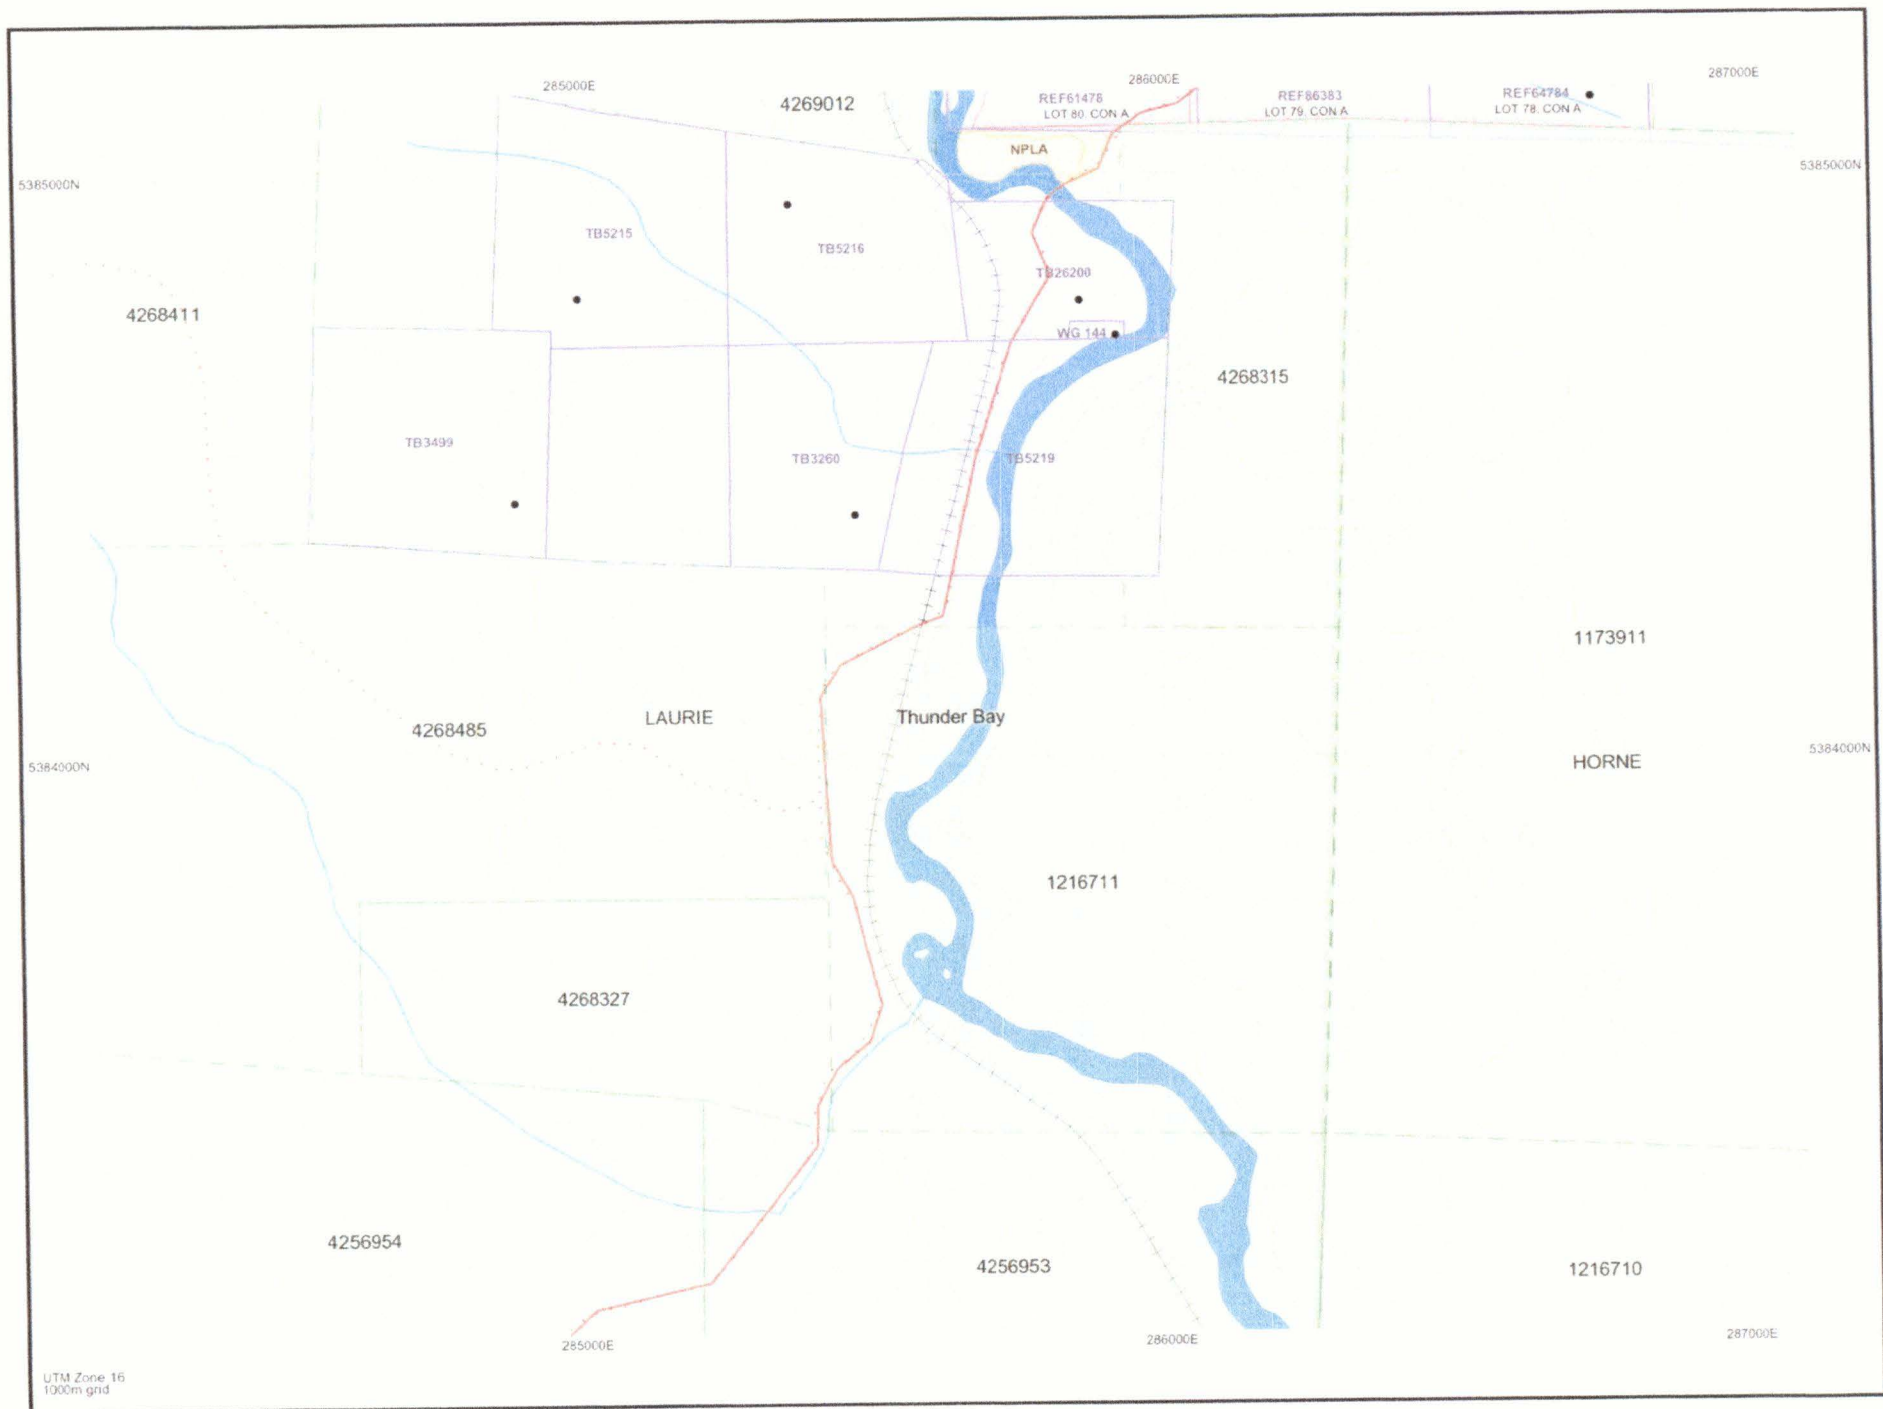 285000E
286000E
287000E
4269012
REF61478
LOT 80, CON A
REF86383
LOT 79, CON A
REF64784
LOT 78, CON A
NPLA
5385000N
5385000N
TB5215
TB5216
TB26200
4268411
WG 144
4268315
TB3499
TB3260
TB5219
1173911
4268485
LAURIE
Thunder Bay
5384000N
5384000N
HORNE
1216711
4268327
4256954
4256953
1216710
285000E
286000E
287000E
UTM Zone 16
1000m grid